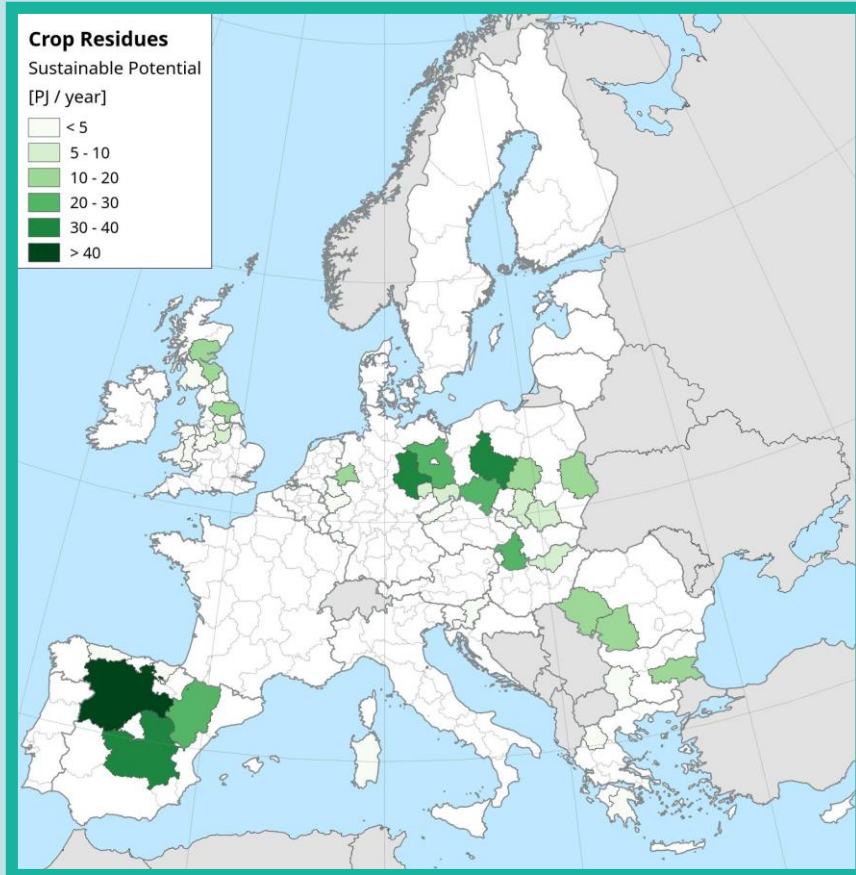 Crop Residues
Sustainable Potential
[PJ / year]
< 5
5 - 10
10 - 20
20 - 30
30 - 40
> 40